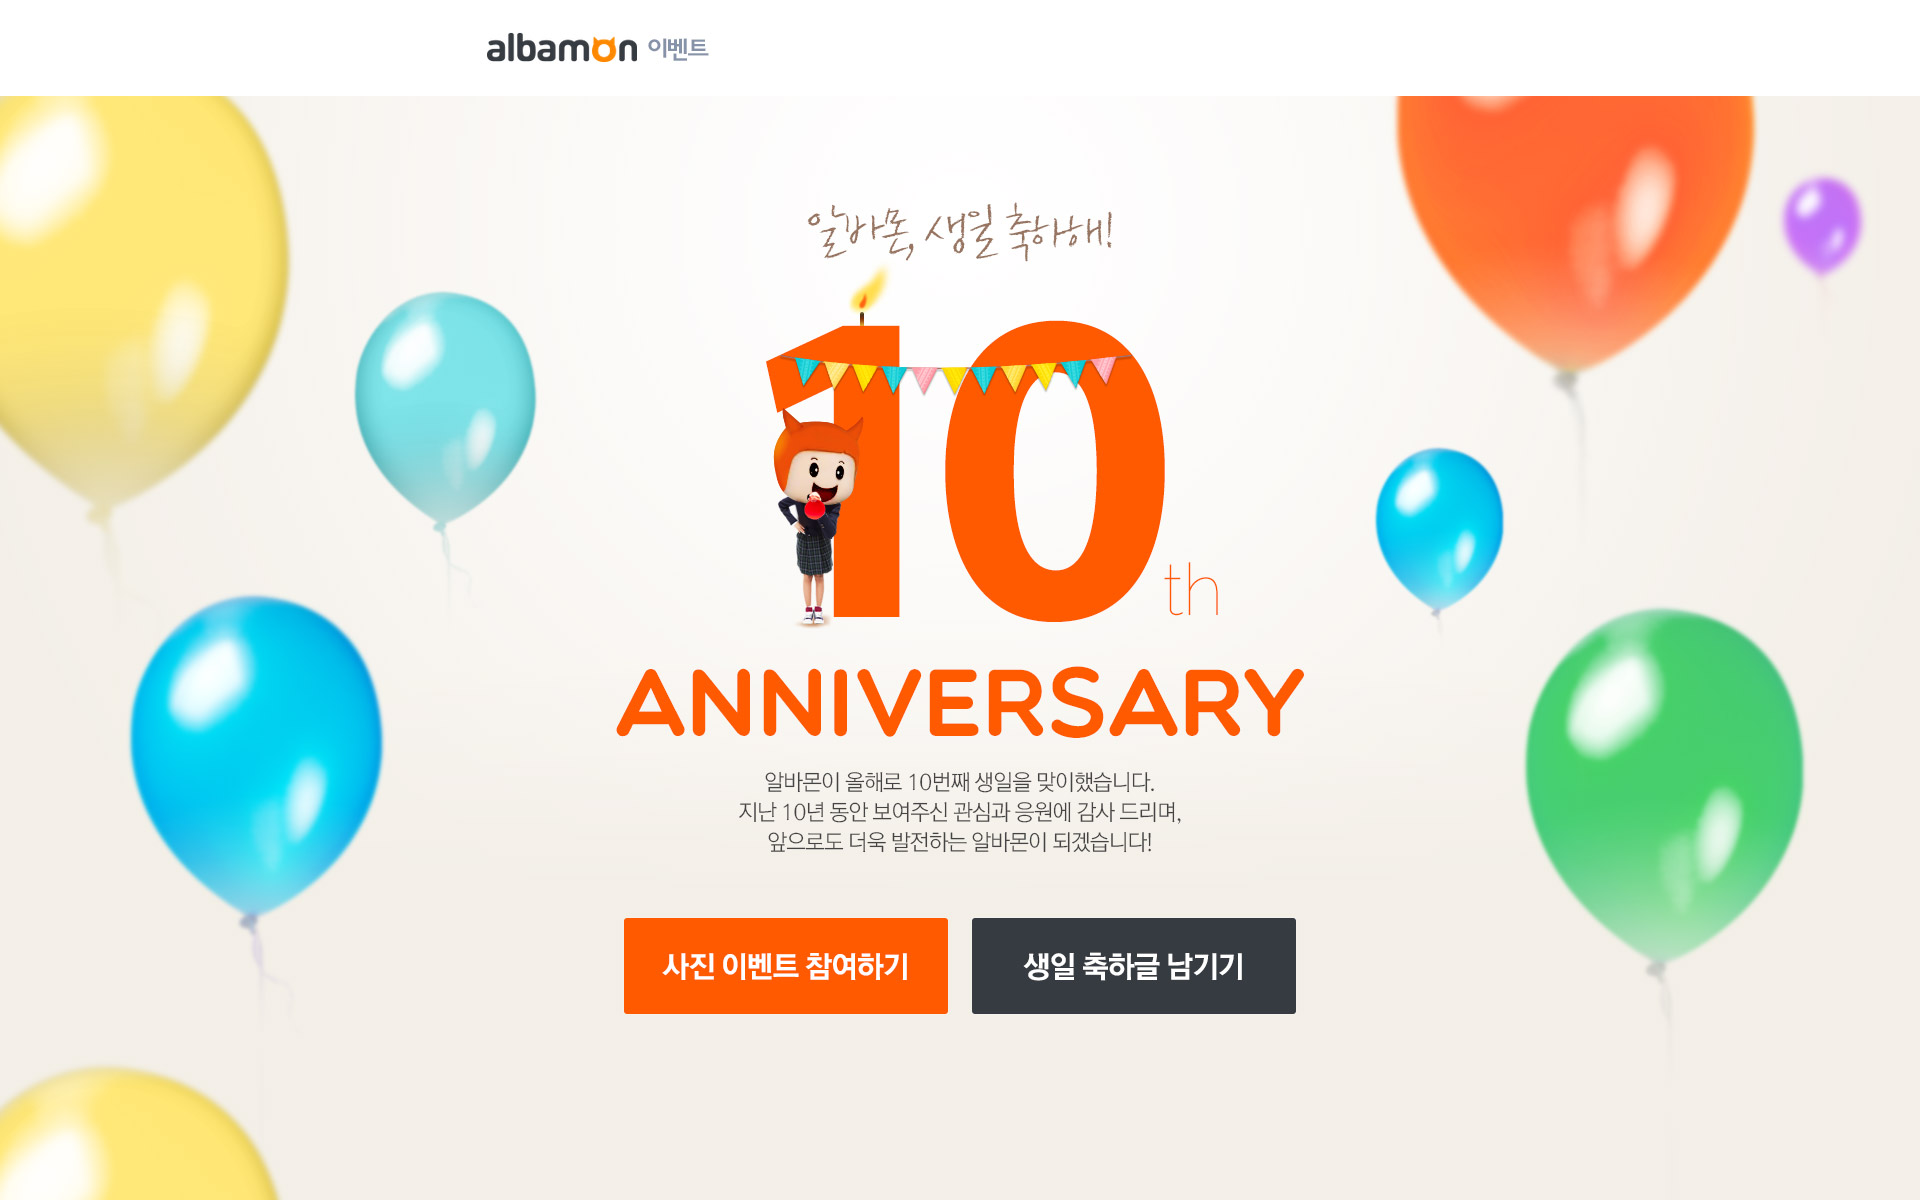 albamon 이벤트
알바몬, 생일 축하해!
10th
ANNIVERSARY
알바몬이 올해로 10번째 생일을 맞이했습니다.
지난 10년 동안 보여주신 관심과 응원에 감사 드리며,
앞으로도 더욱 발전하는 알바몬이 되겠습니다!
사진 이벤트 참여하기
생일 축하글 남기기